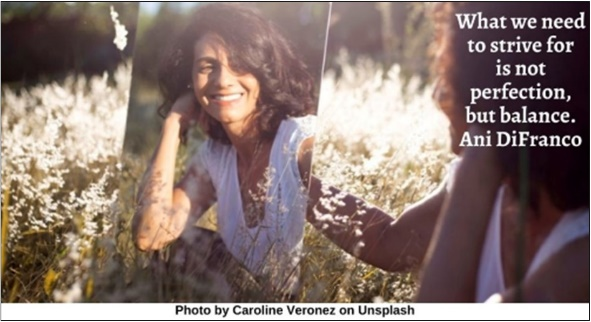 What we need
to strive for
is not
perfection,
but balance.
Ani DiFranco
Photo by Caroline Veronez on Unsplash